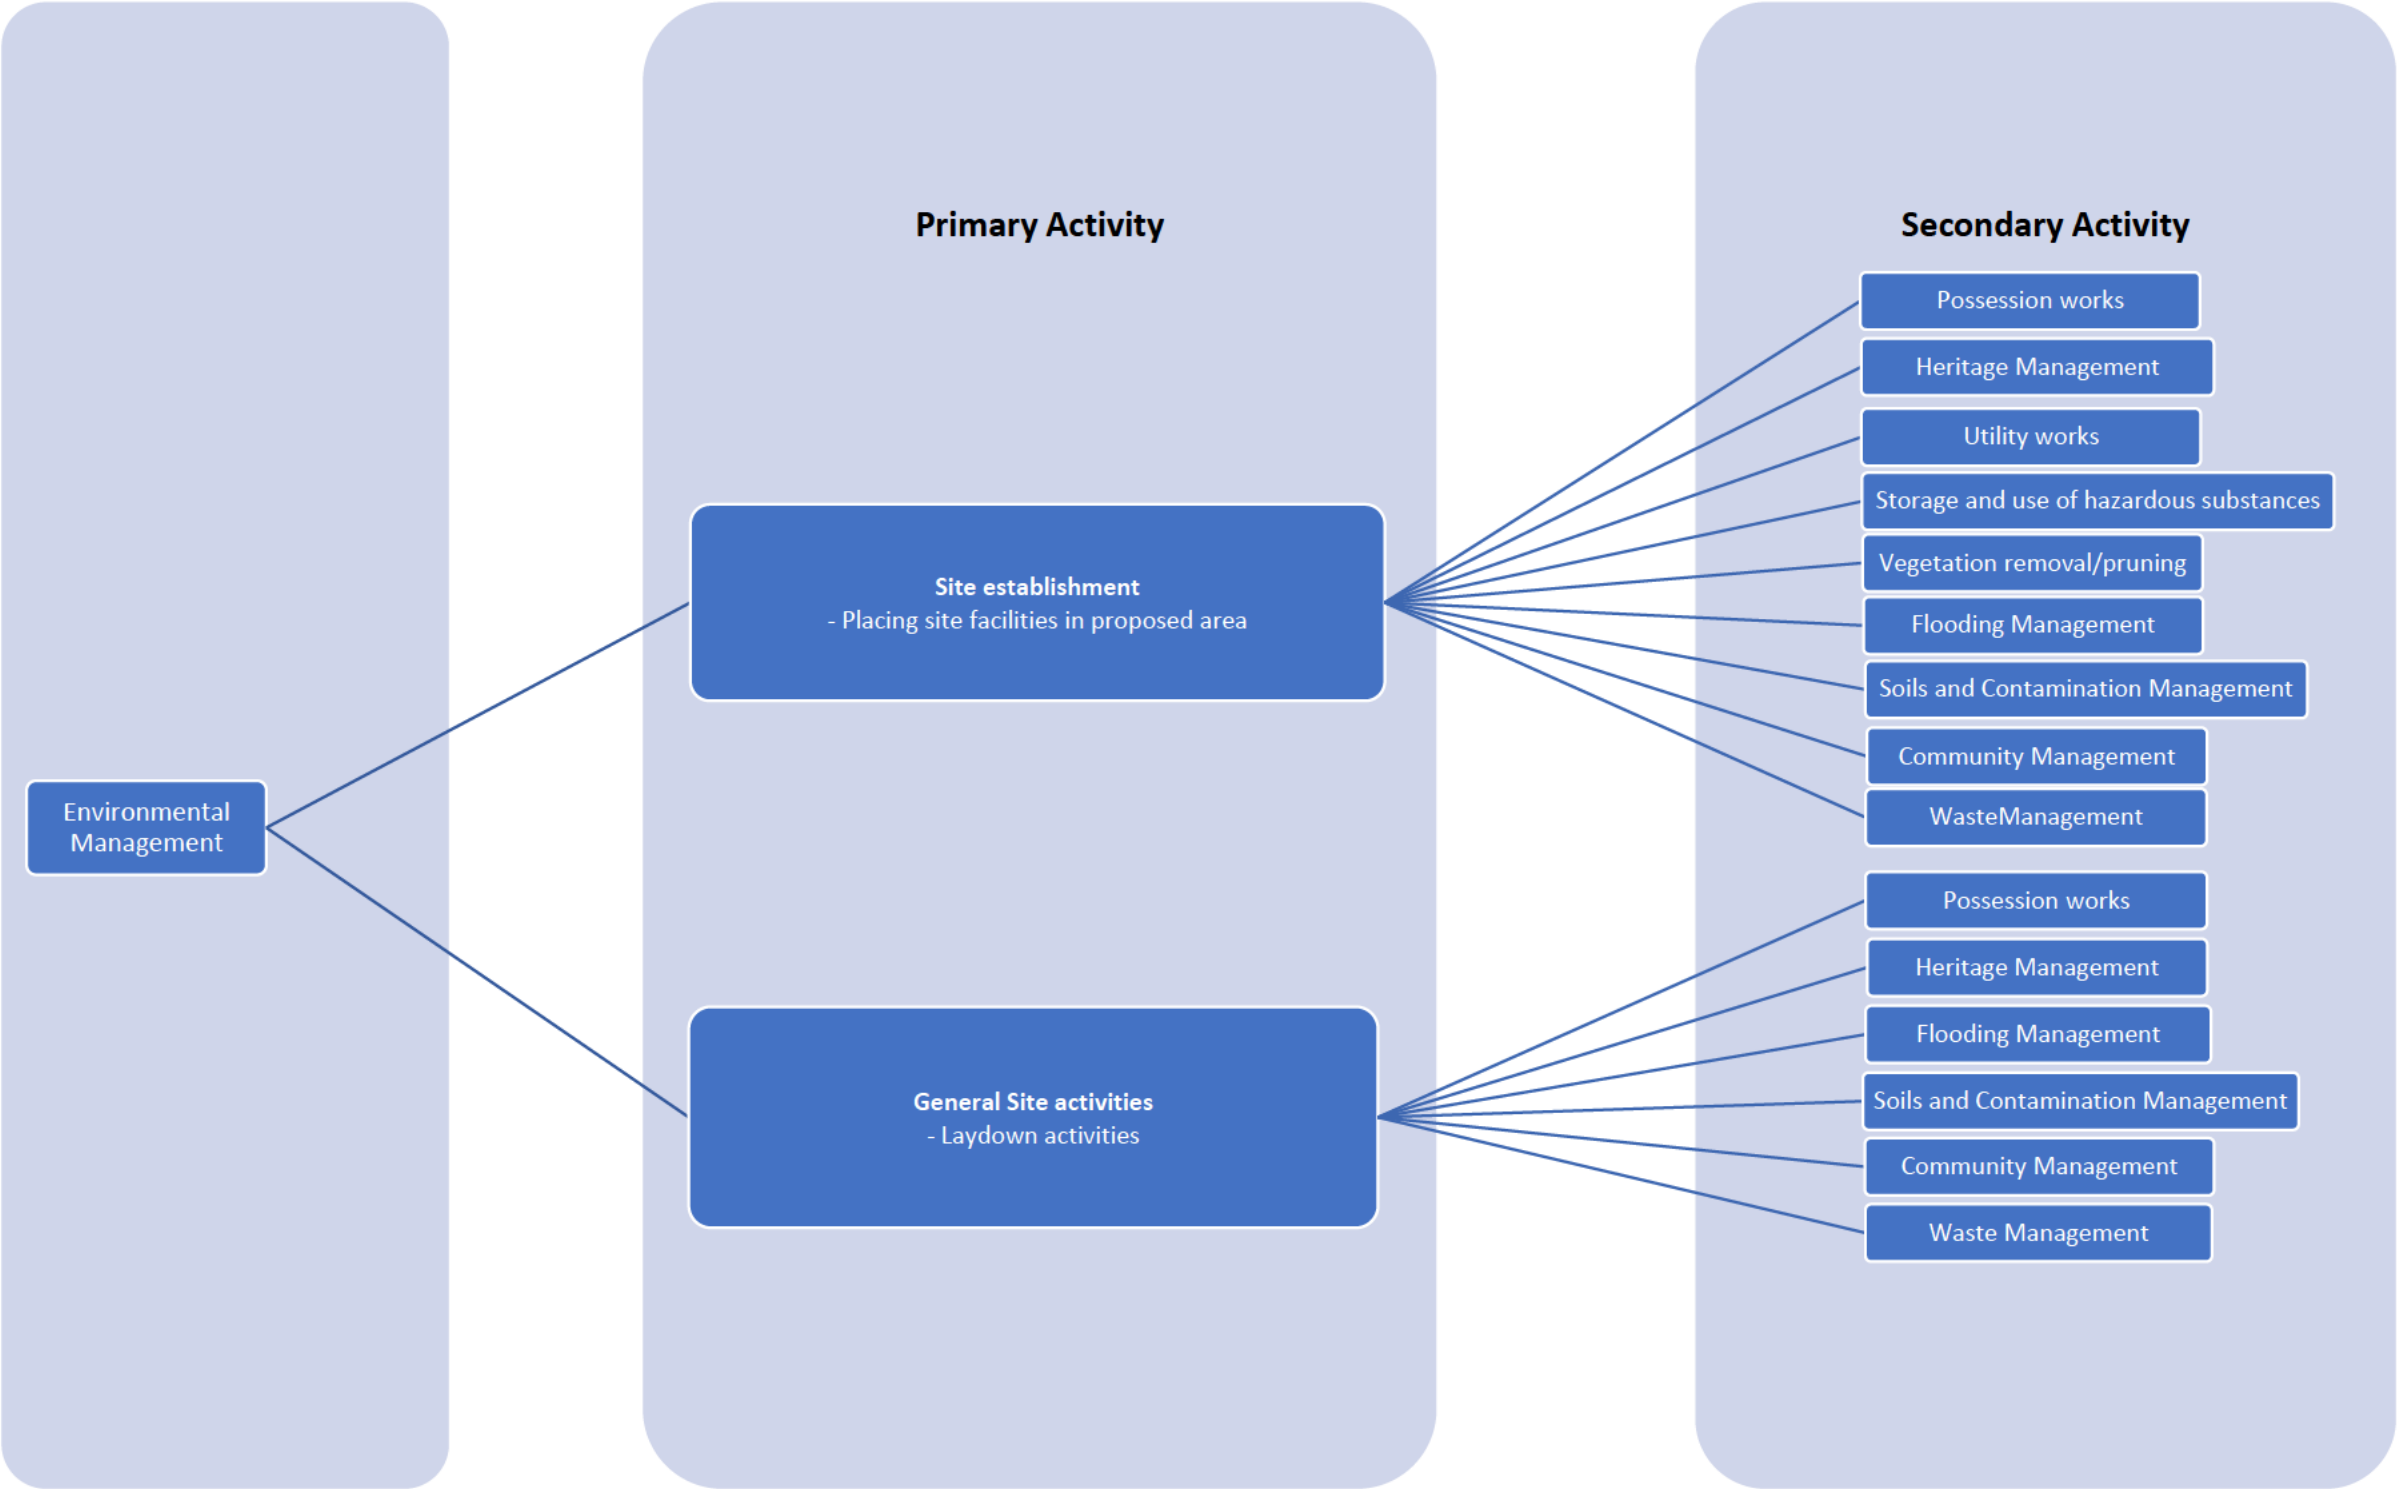 Environmental
Management
Primary Activity
Site establishment
- Placing site facilities in proposed area
General Site activities
- Laydown activities
Secondary Activity
Possession works
Heritage Management
Utility works
Storage and use of hazardous substances
Vegetation removal/pruning
Flooding Management
Soils and Contamination Management
Community Management
WasteManagement
Possession works
Heritage Management
Flooding Management
Soils and Contamination Management
Community Management
Waste Management